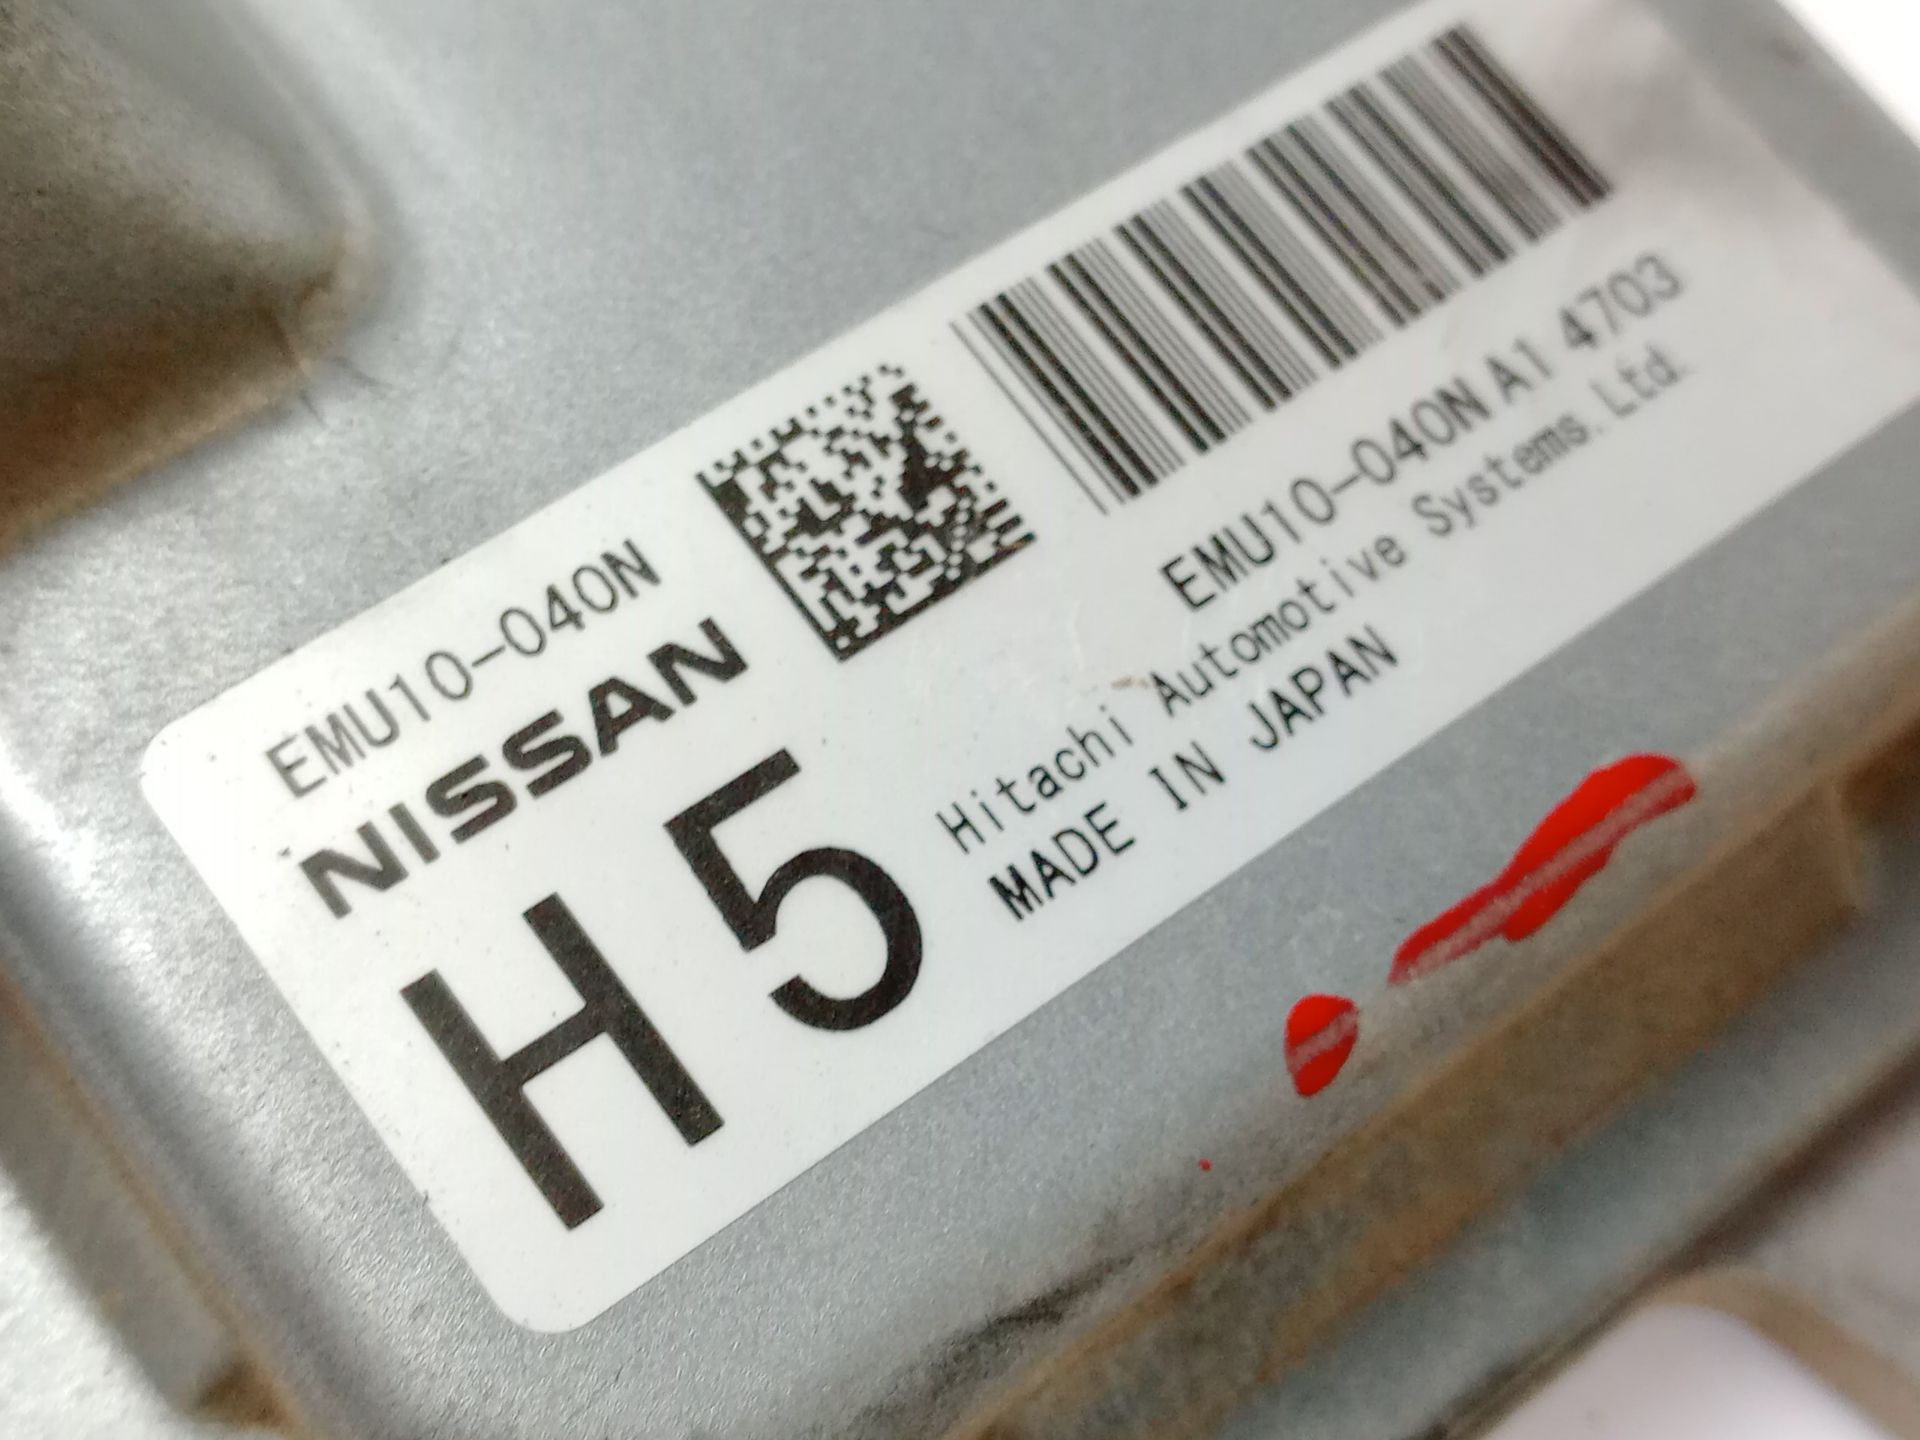 EMU10-040N
NISSAN
H5
EMU10-040N A1 4703
Hitachi Automotive Systems.Ltd.
MADE IN JAPAN